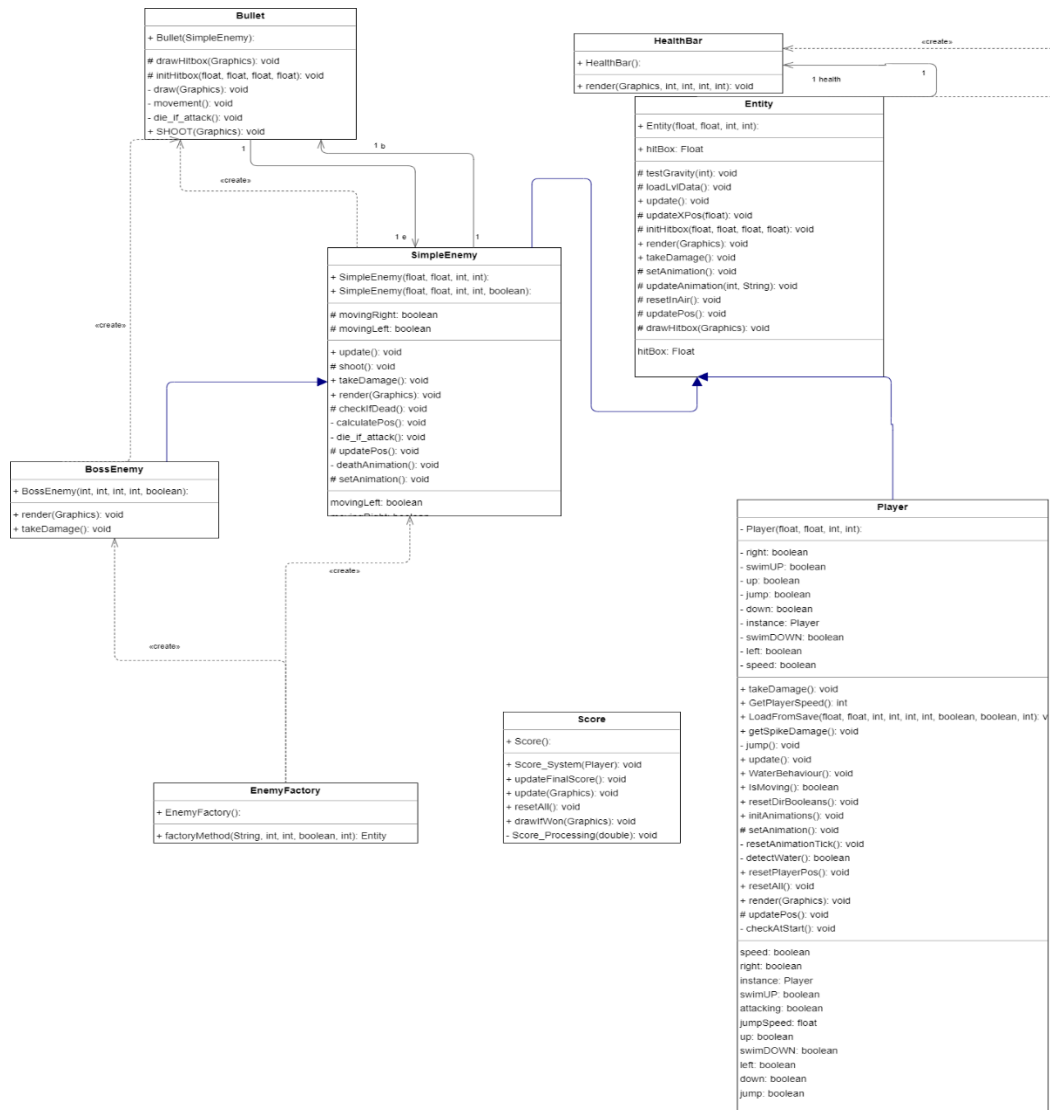 Bullet
+ Bullet(SimpleEnemy):
# drawHitbox(Graphics): void
# initHitbox(float, float, float, float): void
- draw(Graphics): void
- movement(): void
- die_if_attack(): void
+ SHOOT(Graphics): void
HealthBar
+ HealthBar():
+ render(Graphics, int, int, int, int): void
«create»
1 health
1
Entity
+ Entity(float, float, int, int):
+ hitBox: Float
# testGravity(int): void
# loadLvlData(): void
+ update(): void
# updateXPos(float): void
# initHitbox(float, float, float, float): void
+ render(Graphics): void
+ takeDamage(): void
# setAnimation(): void
# updateAnimation(int, String): void
# resetInAir(): void
# updatePos(): void
# drawHitbox(Graphics): void
hitBox: Float
1
1 b
«create»
1 e
1
SimpleEnemy
+ SimpleEnemy(float, float, int, int):
+ SimpleEnemy(float, float, int, int, boolean):
# movingRight: boolean
# movingLeft: boolean
+ update(): void
# shoot(): void
+ takeDamage(): void
+ render(Graphics): void
# checkIfDead(): void
- calculatePos(): void
- die_if_attack(): void
# updatePos(): void
- deathAnimation(): void
# setAnimation(): void
movingLeft: boolean
movingRight: boolean
«create»
BossEnemy
+ BossEnemy(int, int, int, int, boolean):
+ render(Graphics): void
+ takeDamage(): void
«create»
«create»
Player
- Player(float, float, int, int):
- right: boolean
- swimUP: boolean
- up: boolean
- jump: boolean
- down: boolean
- instance: Player
- swimDOWN: boolean
- left: boolean
- speed: boolean
+ takeDamage(): void
+ GetPlayerSpeed(): int
+ LoadFromSave(float, float, int, int, int, int, boolean, boolean, int): v
+ getSpikeDamage(): void
- jump(): void
+ update(): void
+ WaterBehaviour(): void
+ IsMoving(): boolean
+ resetDirBooleans(): void
+ initAnimations(): void
# setAnimation(): void
- resetAnimationTick(): void
- detectWater(): boolean
+ resetPlayerPos(): void
+ resetAll(): void
+ render(Graphics): void
# updatePos(): void
- checkAtStart(): void
speed: boolean
right: boolean
instance: Player
swimUP: boolean
attacking: boolean
jumpSpeed: float
up: boolean
swimDOWN: boolean
left: boolean
down: boolean
jump: boolean
Score
+ Score():
+ Score_System(Player): void
+ updateFinalScore(): void
+ update(Graphics): void
+ resetAll(): void
+ drawIfWon(Graphics): void
- Score_Processing(double): void
EnemyFactory
+ EnemyFactory():
+ factoryMethod(String, int, int, boolean, int): Entity